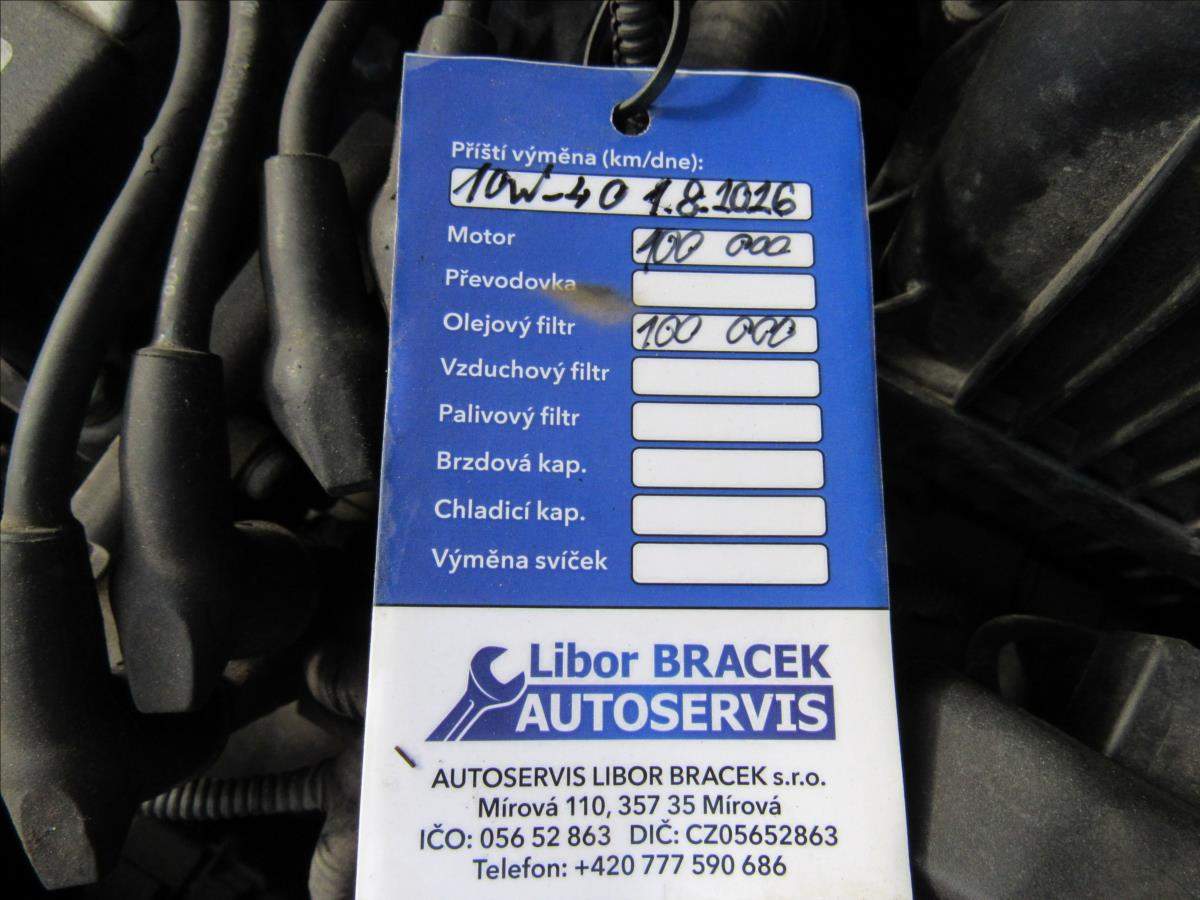 Příští výměna (km/dne):
10W-40 1.8.2026
Motor 100 000
Převodovka
Olejový filtr 100 000
Vzduchový filtr
Palivový filtr
Brzdová kap.
Chladicí kap.
Výměna svíček
Libor BRACEK
AUTOSERVIS
AUTOSERVIS LIBOR BRACEK s.r.o.
Mírová 110, 357 35 Mírová
IČO: 056 52 863 DIČ: CZ05652863
Telefon: +420 777 590 686